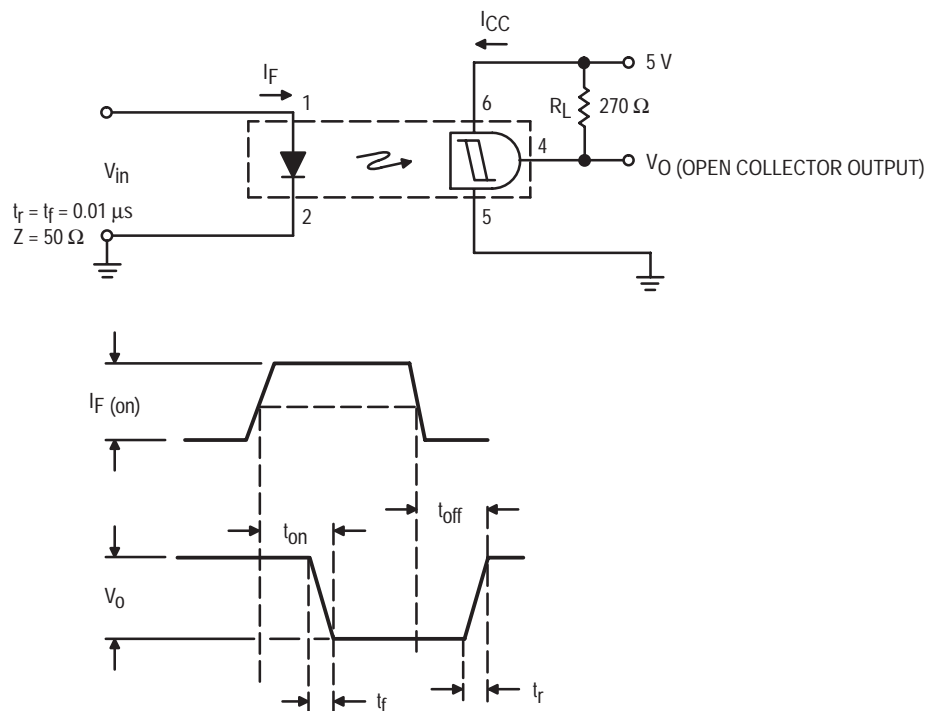 ICC
5 V
IF
1
6
RL 270 Ω
4
VO (OPEN COLLECTOR OUTPUT)
Vin
2
5
tr = tf = 0.01 μs
Z = 50 Ω
IF (on)
ton
toff
Vo
tf
tr